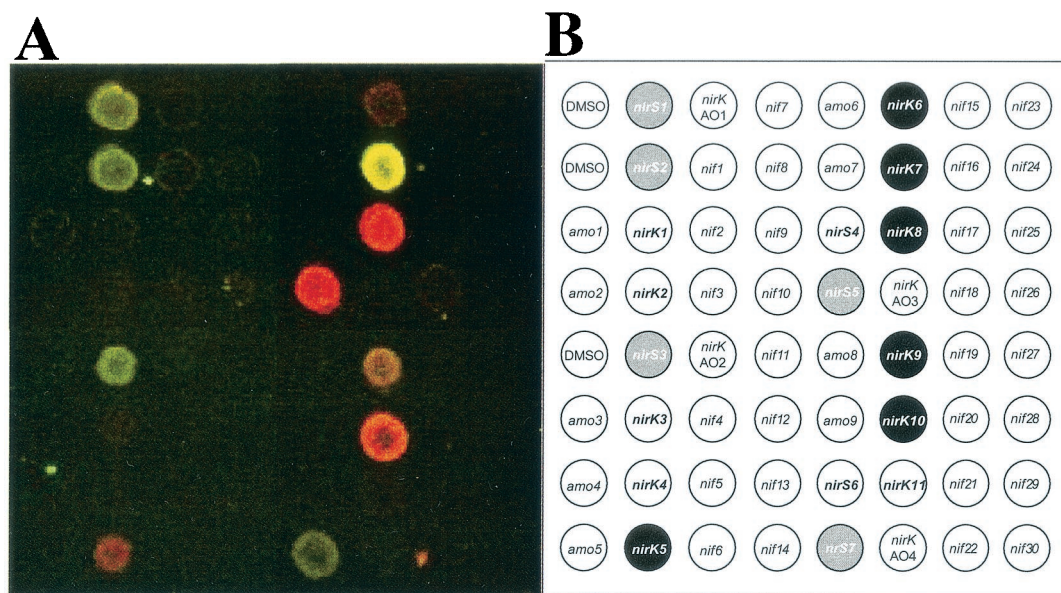 A B
DMSO nirS1 nirK AO1 nif7 amo6 nirK6 nif15 nif23
DMSO nirS2 nif1 nif8 amo7 nirK7 nif16 nif24
amo1 nirK1 nif2 nif9 nirS4 nirK8 nif17 nif25
amo2 nirK2 nif3 nif10 nirS5 nirK AO3 nif18 nif26
DMSO nirS3 nirK AO2 nif11 amo8 nirK9 nif19 nif27
amo3 nirK3 nif4 nif12 amo9 nirK10 nif20 nif28
amo4 nirK4 nif5 nif13 nirS6 nirK11 nif21 nif29
amo5 nirK5 nif6 nif14 nirS7 nirK AO4 nif22 nif30